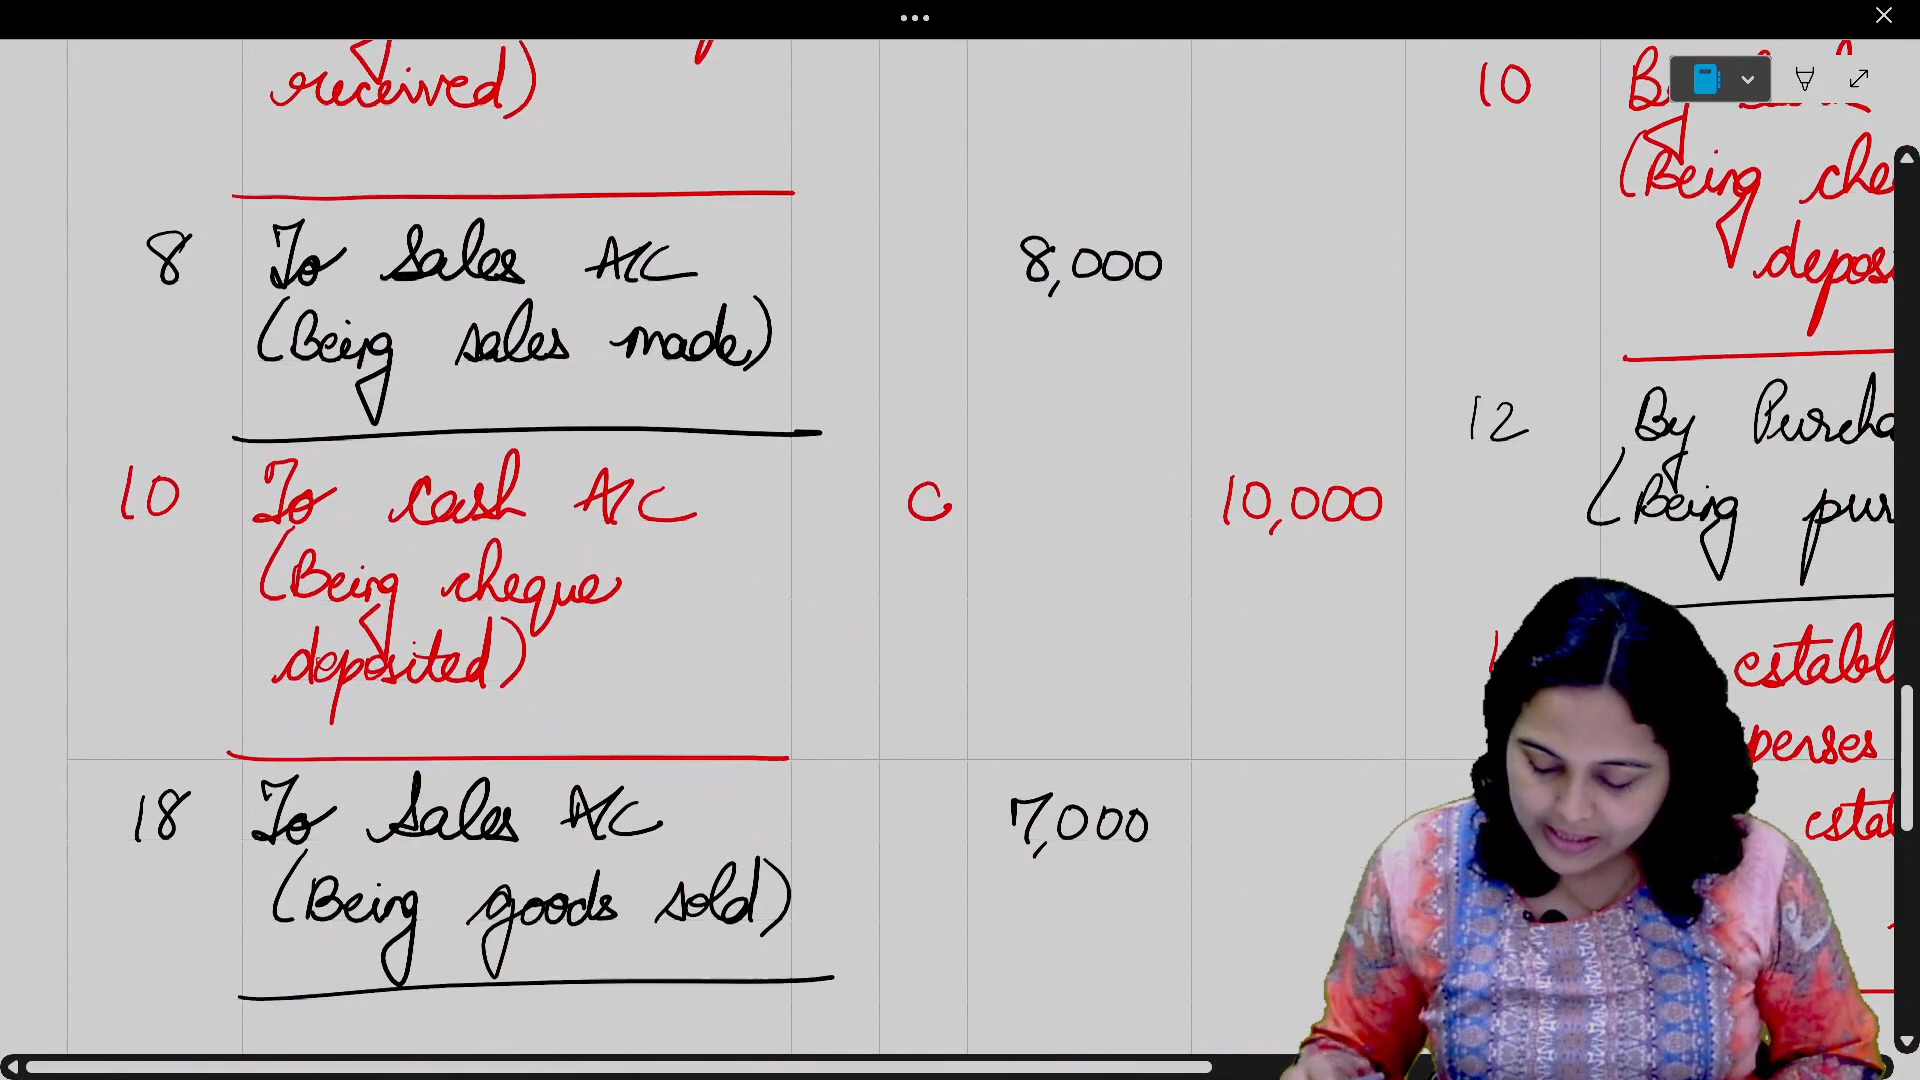 received)
8 To Sales A/C 8,000
(Being sales made)
10 To cash A/C C 10,000
(Being cheque
deposited)
18 To Sales A/C 7,000
(Being goods sold)
10
(Being che
deposi
12 By Purcha
(Being pur
establ
penses
estal